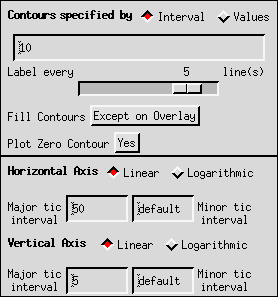 Contours specified by Interval Values
10
5
Label every line(s)
Fill Contours Except on Overlay
Plot Zero Contour Yes
Horizontal Axis Linear Logarithmic
Major tic interval 50 default Minor tic interval
Vertical Axis Linear Logarithmic
Major tic interval 5 default Minor tic interval